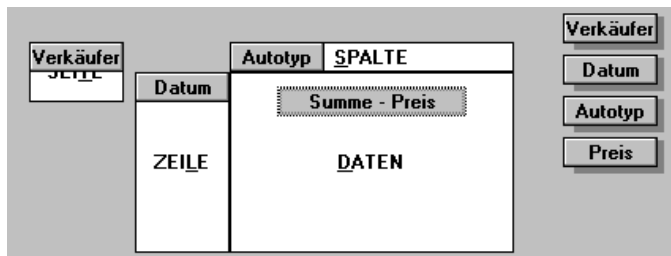 Verkäufer
Autotyp SPALTE
Datum
Summe - Preis
ZEILE DATEN
Verkäufer
Datum
Autotyp
Preis